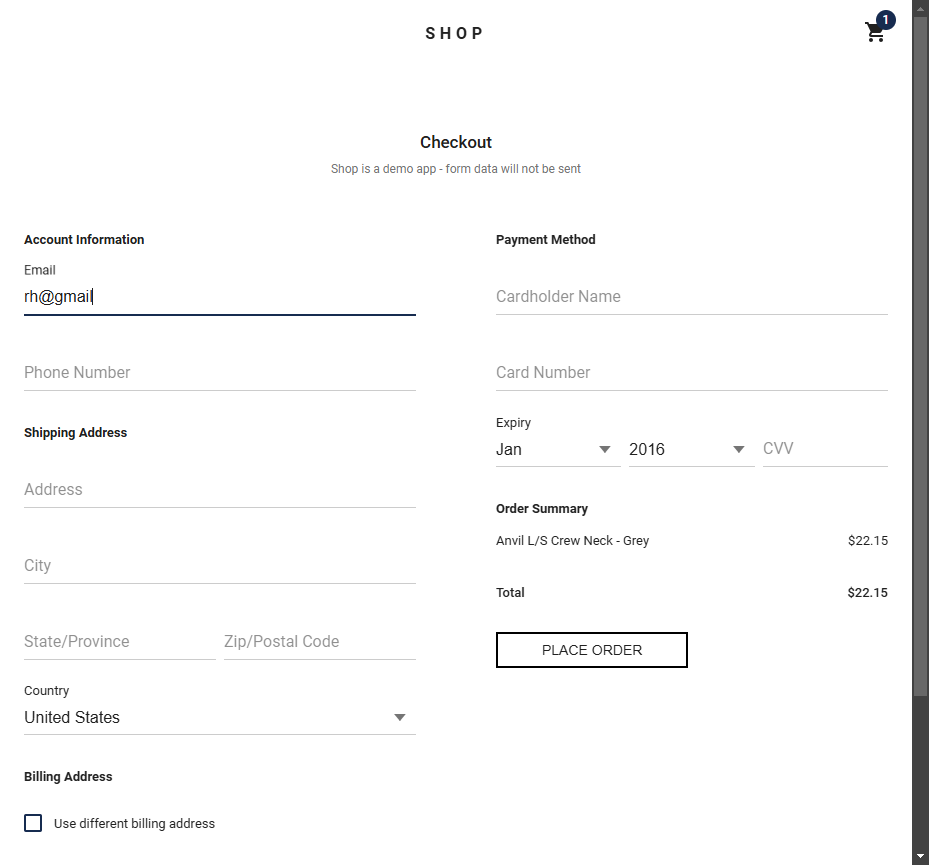 SHOP
1
Checkout
Shop is a demo app - form data will not be sent
Account Information
Email
rh@gmail
Phone Number
Shipping Address
Address
City
State/Province Zip/Postal Code
Country
United States
Billing Address
Use different billing address
Payment Method
Cardholder Name
Card Number
Expiry
Jan 2016 CVV
Order Summary
Anvil L/S Crew Neck - Grey $22.15
Total $22.15
PLACE ORDER